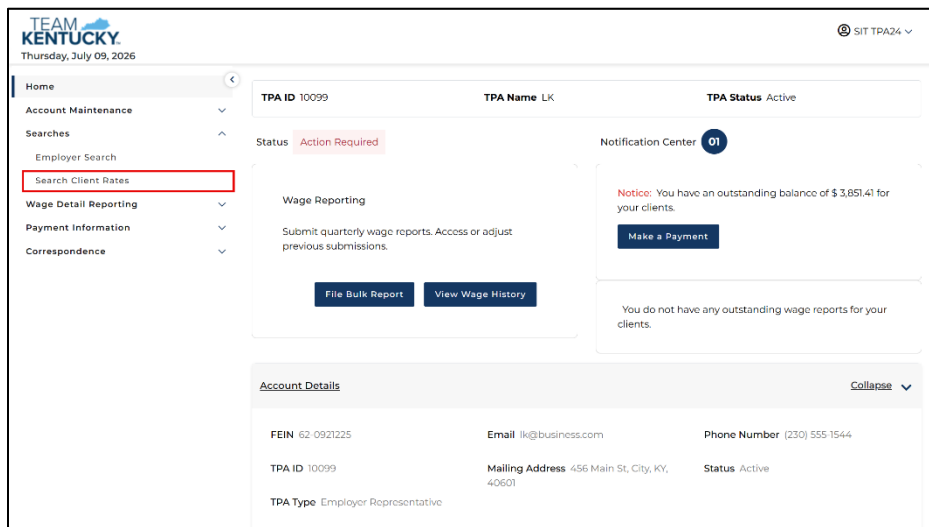 TEAM
KENTUCKY.
Thursday, July 09, 2026
SIT TPA24
Home
Account Maintenance
Searches
Employer Search
Search Client Rates
Wage Detail Reporting
Payment Information
Correspondence
TPA ID 10099 TPA Name LK TPA Status Active
Status Action Required
Notification Center 01
Wage Reporting
Submit quarterly wage reports. Access or adjust
previous submissions.
File Bulk Report View Wage History
Notice: You have an outstanding balance of $ 3,851.41 for
your clients.
Make a Payment
You do not have any outstanding wage reports for your
clients.
Account Details Collapse
FEIN 62-0921225 Email lk@business.com Phone Number (230) 555-1544
TPA ID 10099 Mailing Address 456 Main St, City, KY, Status Active
40601
TPA Type Employer Representative